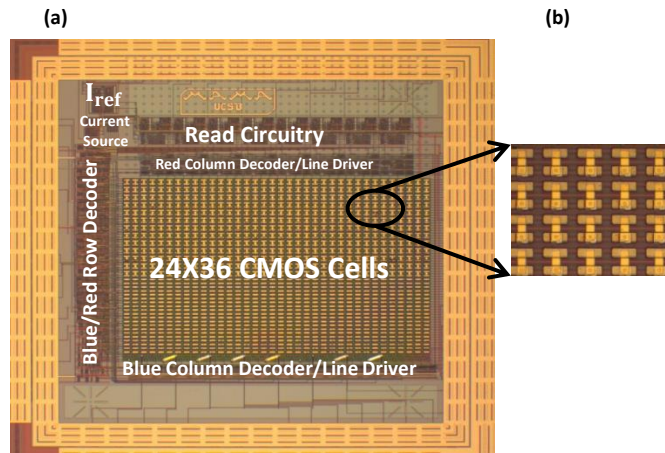 (a)
(b)
UCSB
I_ref
Current
Source
Read Circuitry
Red Column Decoder/Line Driver
Blue/Red Row Decoder
24X36 CMOS Cells
Blue Column Decoder/Line Driver